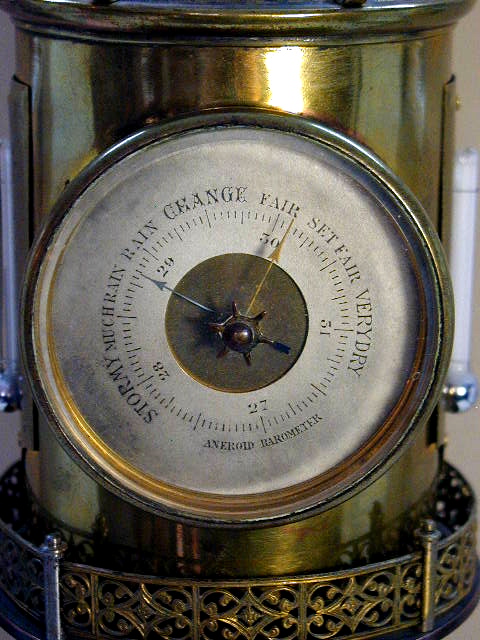 STORMY MUCH RAIN RAIN CHANGE FAIR SET FAIR VERY DRY
28 29 30 31
27
ANEROID BAROMETER